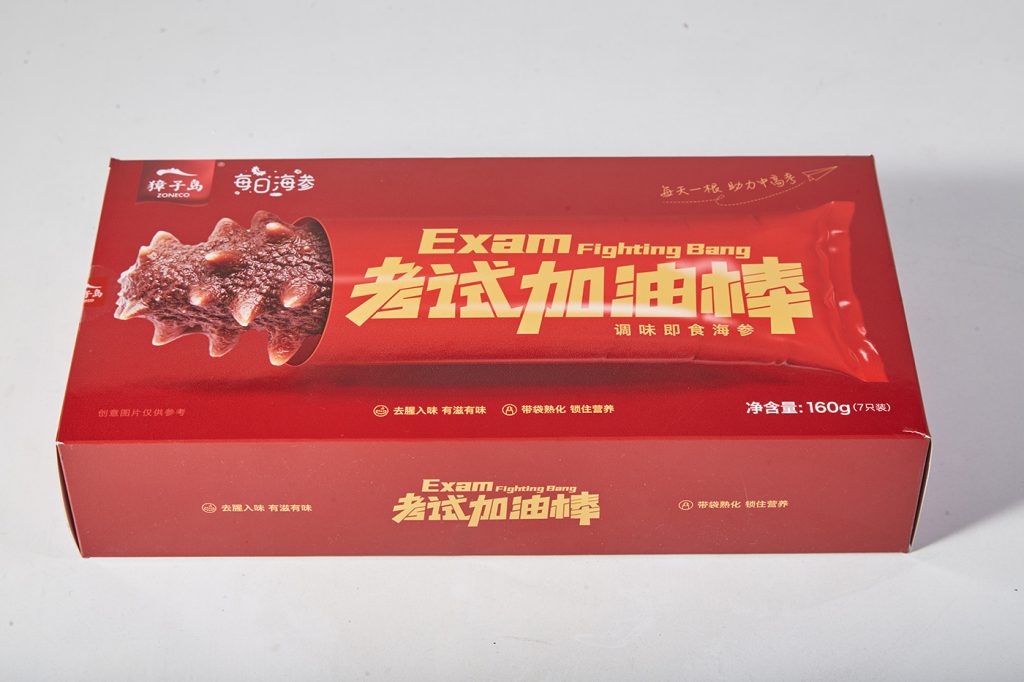 獐子岛®
ZONECO
每日海参
每天一根 助力中高考
Exam Fighting Bang
考试加油棒
调味即食海参
创意图片仅供参考
去腥入味 有滋有味
带袋熟化 锁住营养
净含量:160g(7只装)
Exam Fighting Bang
考试加油棒
去腥入味 有滋有味
带袋熟化 锁住营养